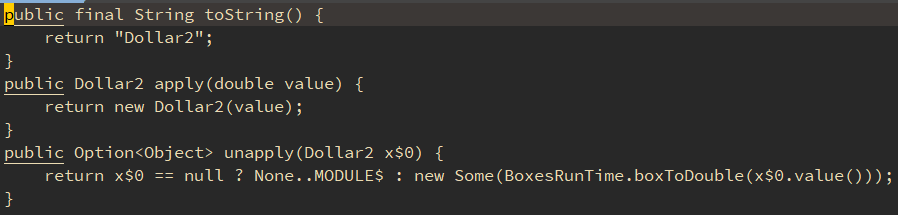 public final String toString() {
    return "Dollar2";
}
public Dollar2 apply(double value) {
    return new Dollar2(value);
}
public Option<Object> unapply(Dollar2 x$0) {
    return x$0 == null ? None..MODULE$ : new Some(BoxesRunTime.boxToDouble(x$0.value()));
}